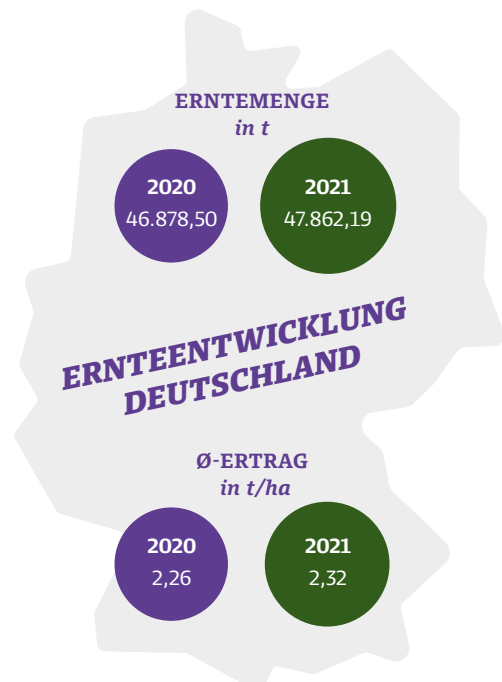 ERNTEMENGE
in t
2020
46.878,50
2021
47.862,19
ERNTEENTWICKLUNG
DEUTSCHLAND
Ø-ERTRAG
in t/ha
2020
2,26
2021
2,32